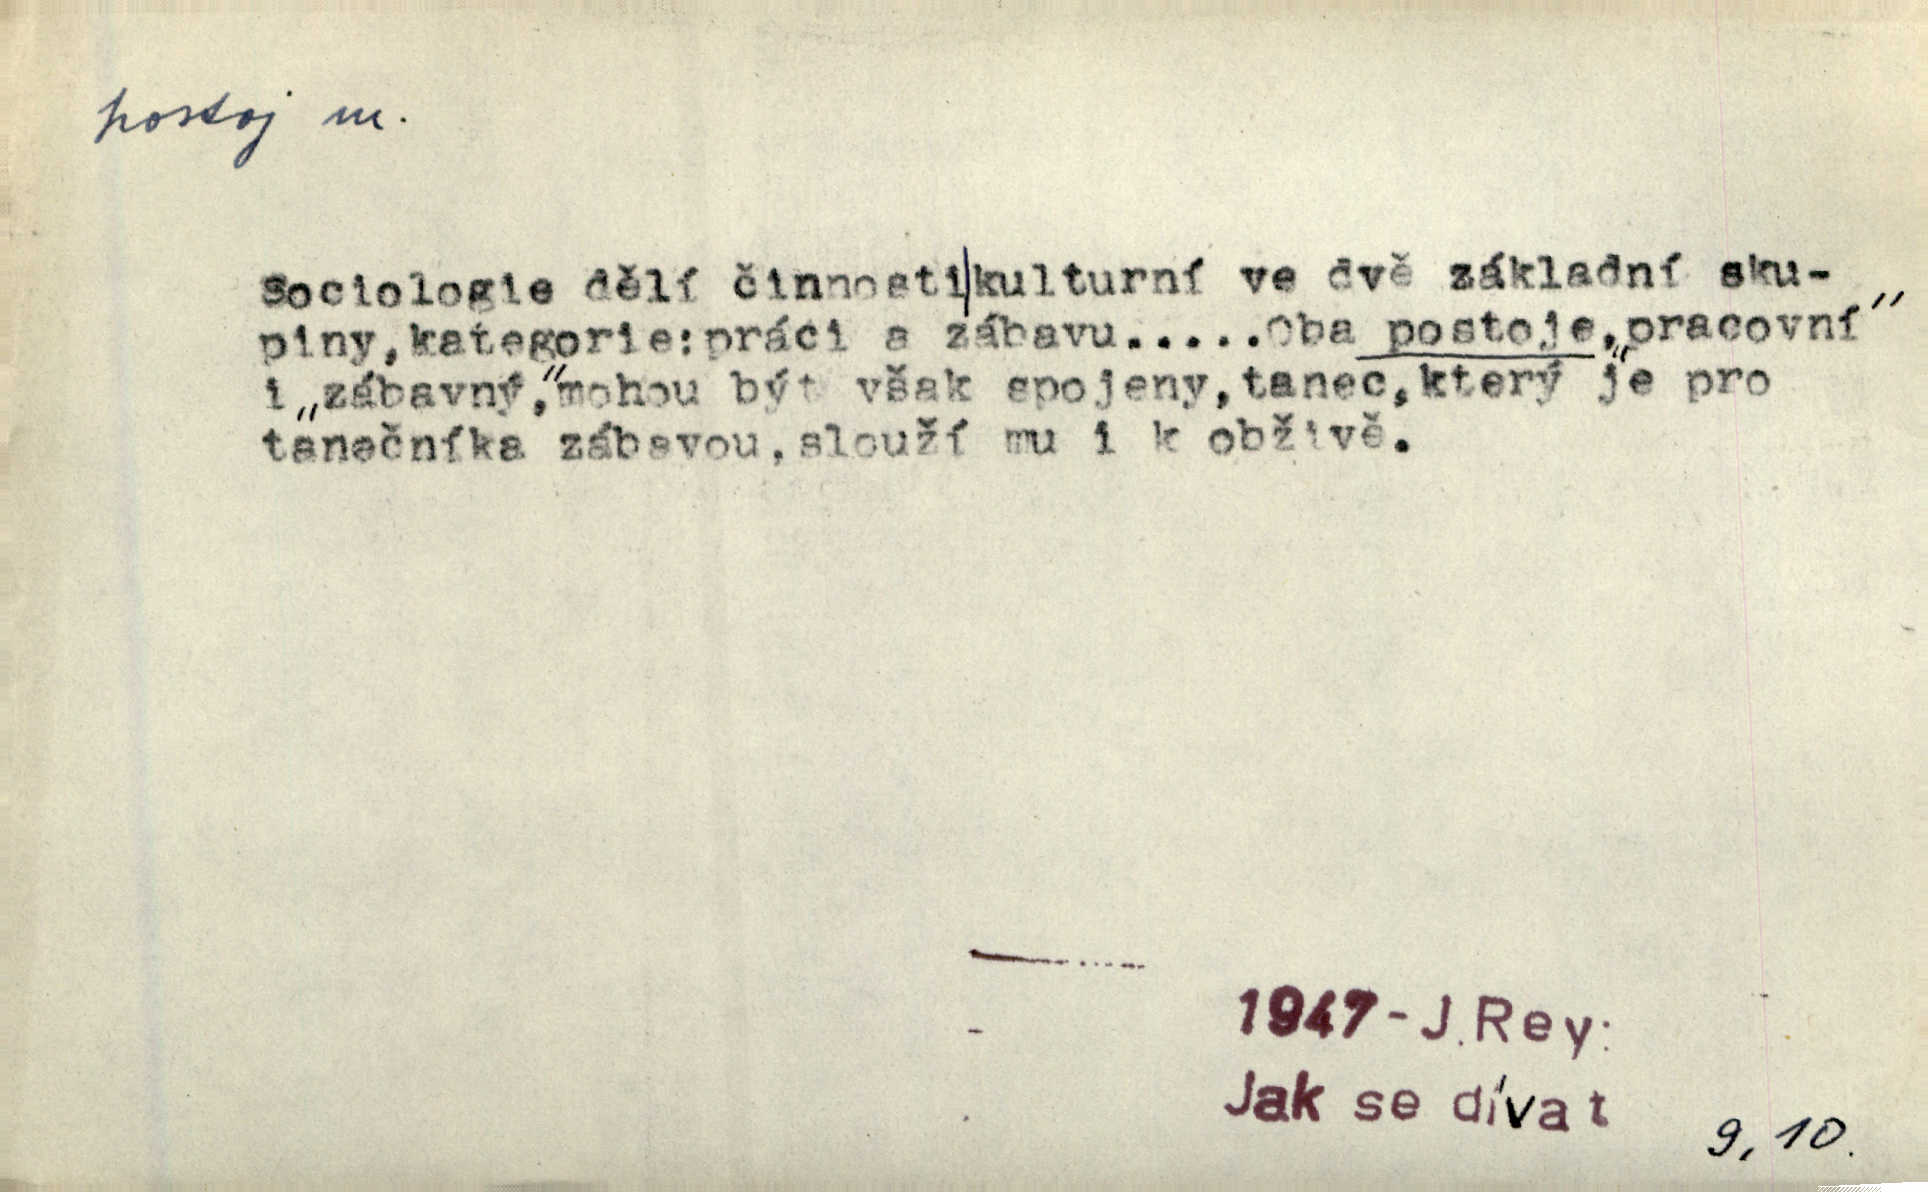 postoj m.
Sociologie dělí činnosti|kulturní ve dvě základní sku-
piny,kategorie:práci a zábavu.....Oba postoje,„pracovní”
i „zábavný,”mohou být však spojeny,tanec,který je pro
tanečníka zábavou,slouží mu i k obživě.
1947-J.Rey:
Jak se dívat
9, 10.